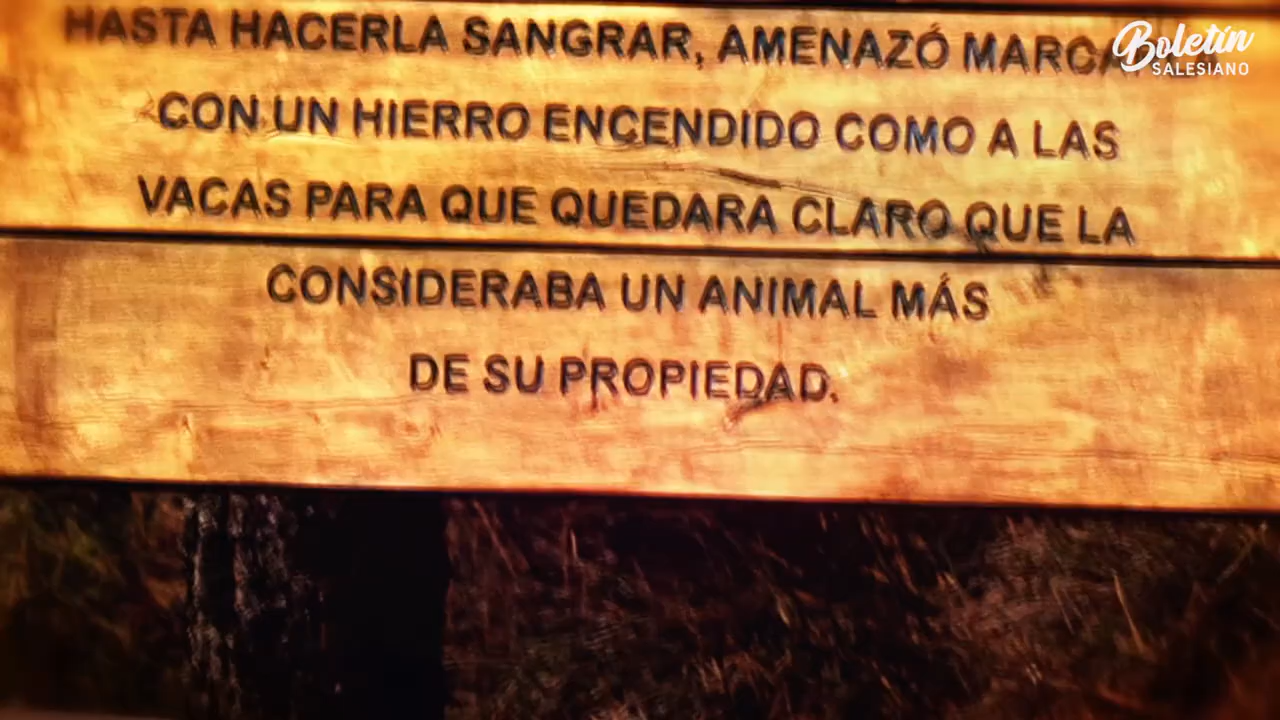 HASTA HACERLA SANGRAR, AMENAZÓ
CON UN HIERRO ENCENDIDO COMO A LAS
VACAS PARA QUE QUEDARA CLARO QUE LA
CONSIDERABA UN ANIMAL MÁS
DE SU PROPIEDAD.
Boletín
SALESIANO